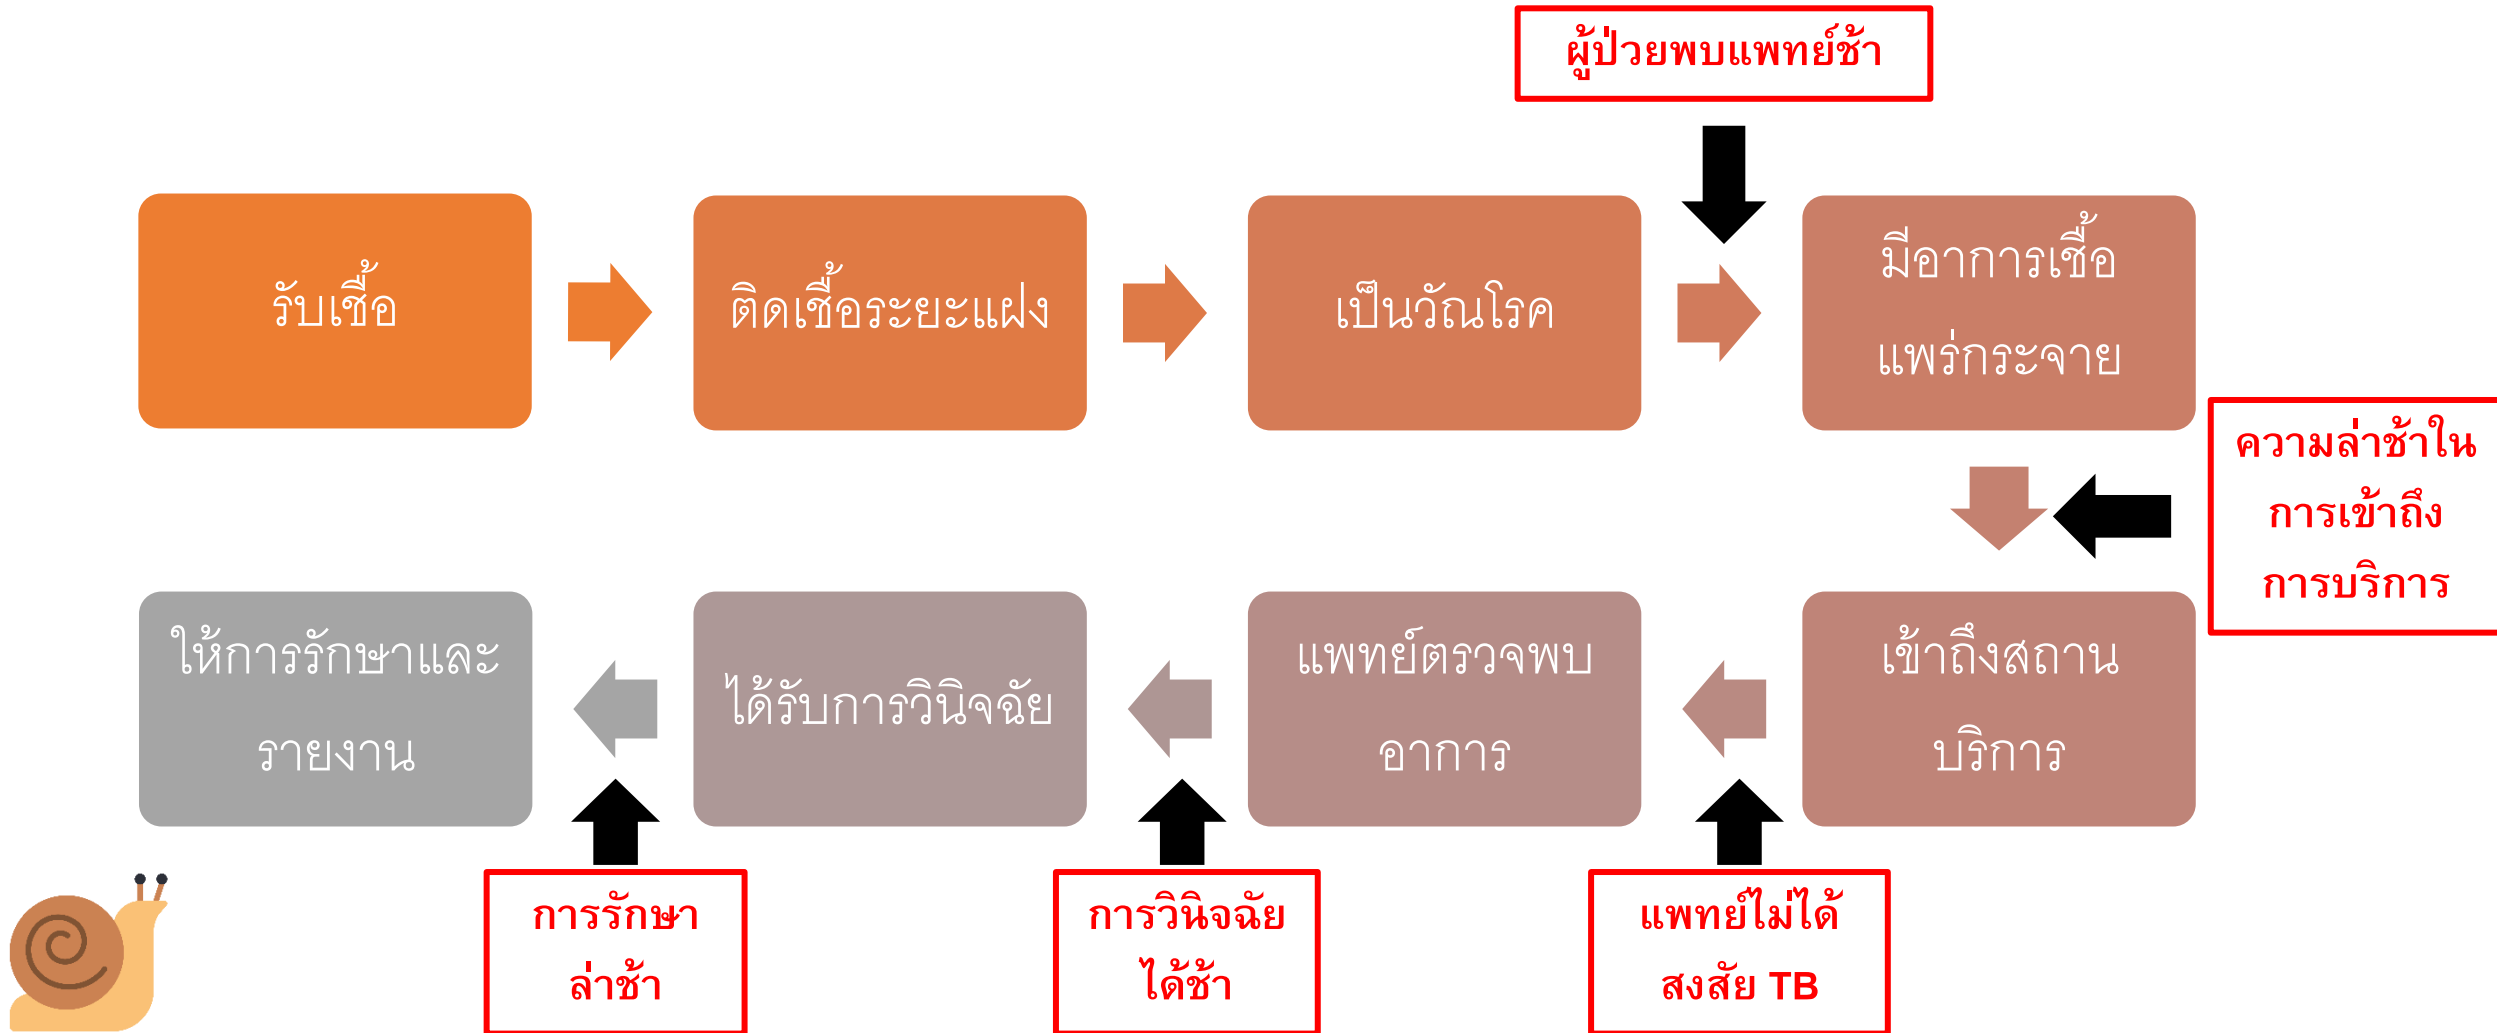 ผู้ป่วยพบแพทย์ช้า
รับเชื้อ
ติดเชื้อระยะแฝง
เป็นวัณโรค
มีอาการเชื้อ
แพร่กระจาย
ความล่าช้าใน
การเข้าถึง
การบริการ
เข้าถึงสถาน
บริการ
แพทย์ตรวจพบ
อาการ
ได้รับการวินิจฉัย
ให้การรักษาและ
รายงาน
แพทย์ไม่ได้
สงสัย TB
การวินิจฉัย
ได้ช้า
การรักษา
ล่าช้า